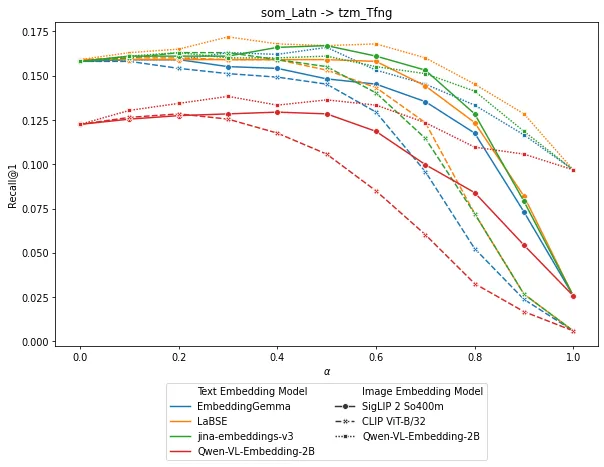 som_Latn -> tzm_Tfng
0.175
0.150
0.125
0.100
0.075
0.050
0.025
0.000
Recall@1
0.0 0.2 0.4 0.6 0.8 1.0
α
Text Embedding Model
EmbeddingGemma
LaBSE
jina-embeddings-v3
Qwen-VL-Embedding-2B
Image Embedding Model
SigLIP 2 So400m
CLIP ViT-B/32
Qwen-VL-Embedding-2B